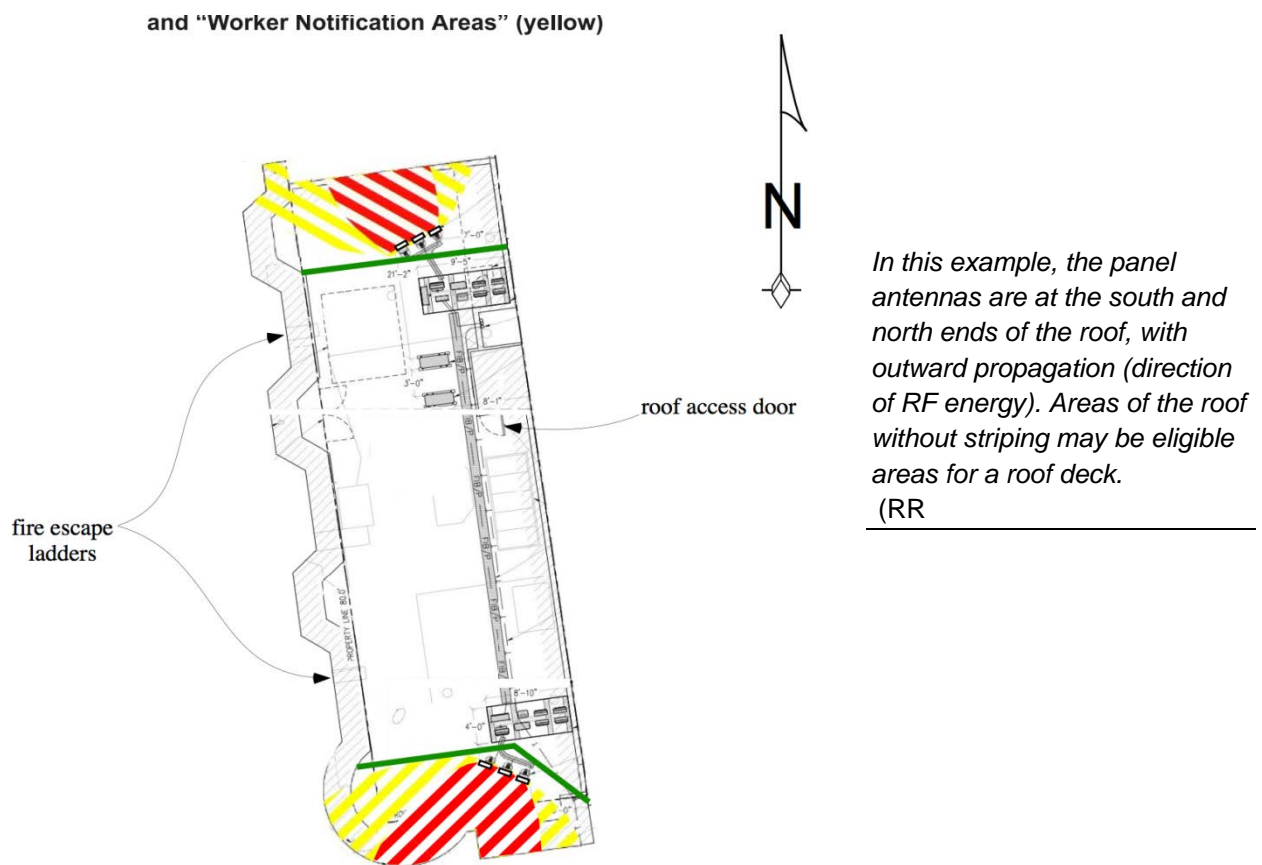 and “Worker Notification Areas” (yellow)
N
In this example, the panel
antennas are at the south and
north ends of the roof, with
outward propagation (direction
of RF energy). Areas of the roof
without striping may be eligible
areas for a roof deck.
(RR
7'-0"
9'-5"
21'-2"
3'-0"
8'-1"
roof access door
fire escape
ladders
PROPERTY LINE 80.0'
8'-10"
4'-0"